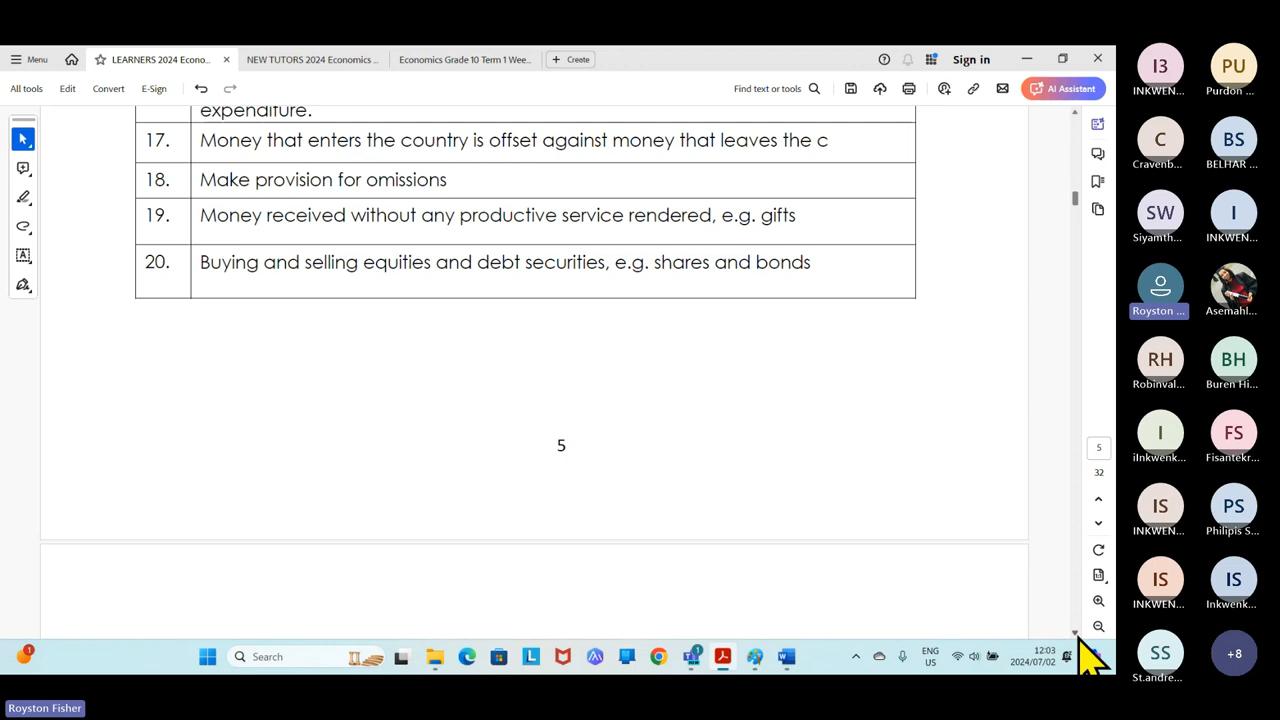 Menu
LEARNERS 2024 Econo...
NEW TUTORS 2024 Economics ...
Economics Grade 10 Term 1 Wee...
Create
Sign in
All tools
Edit
Convert
E-Sign
Find text or tools
AI Assistant
expenditure.
17. Money that enters the country is offset against money that leaves the c
18. Make provision for omissions
19. Money received without any productive service rendered, e.g. gifts
20. Buying and selling equities and debt securities, e.g. shares and bonds
5
5
32
Search
1
1
ENG
US
12:03
2024/07/02
I3
INKWEN...
PU
Purdon ...
C
Cravenb...
BS
BELHAR ...
SW
Siyamth...
I
INKWEN...
Royston ...
Asemahl...
RH
Robinval...
BH
Buren Hi...
I
iInkwenk...
FS
Fisantekr...
IS
INKWEN...
PS
Philipis S...
IS
INKWEN...
IS
Inkwenk...
SS
St.andre...
+8
Royston Fisher